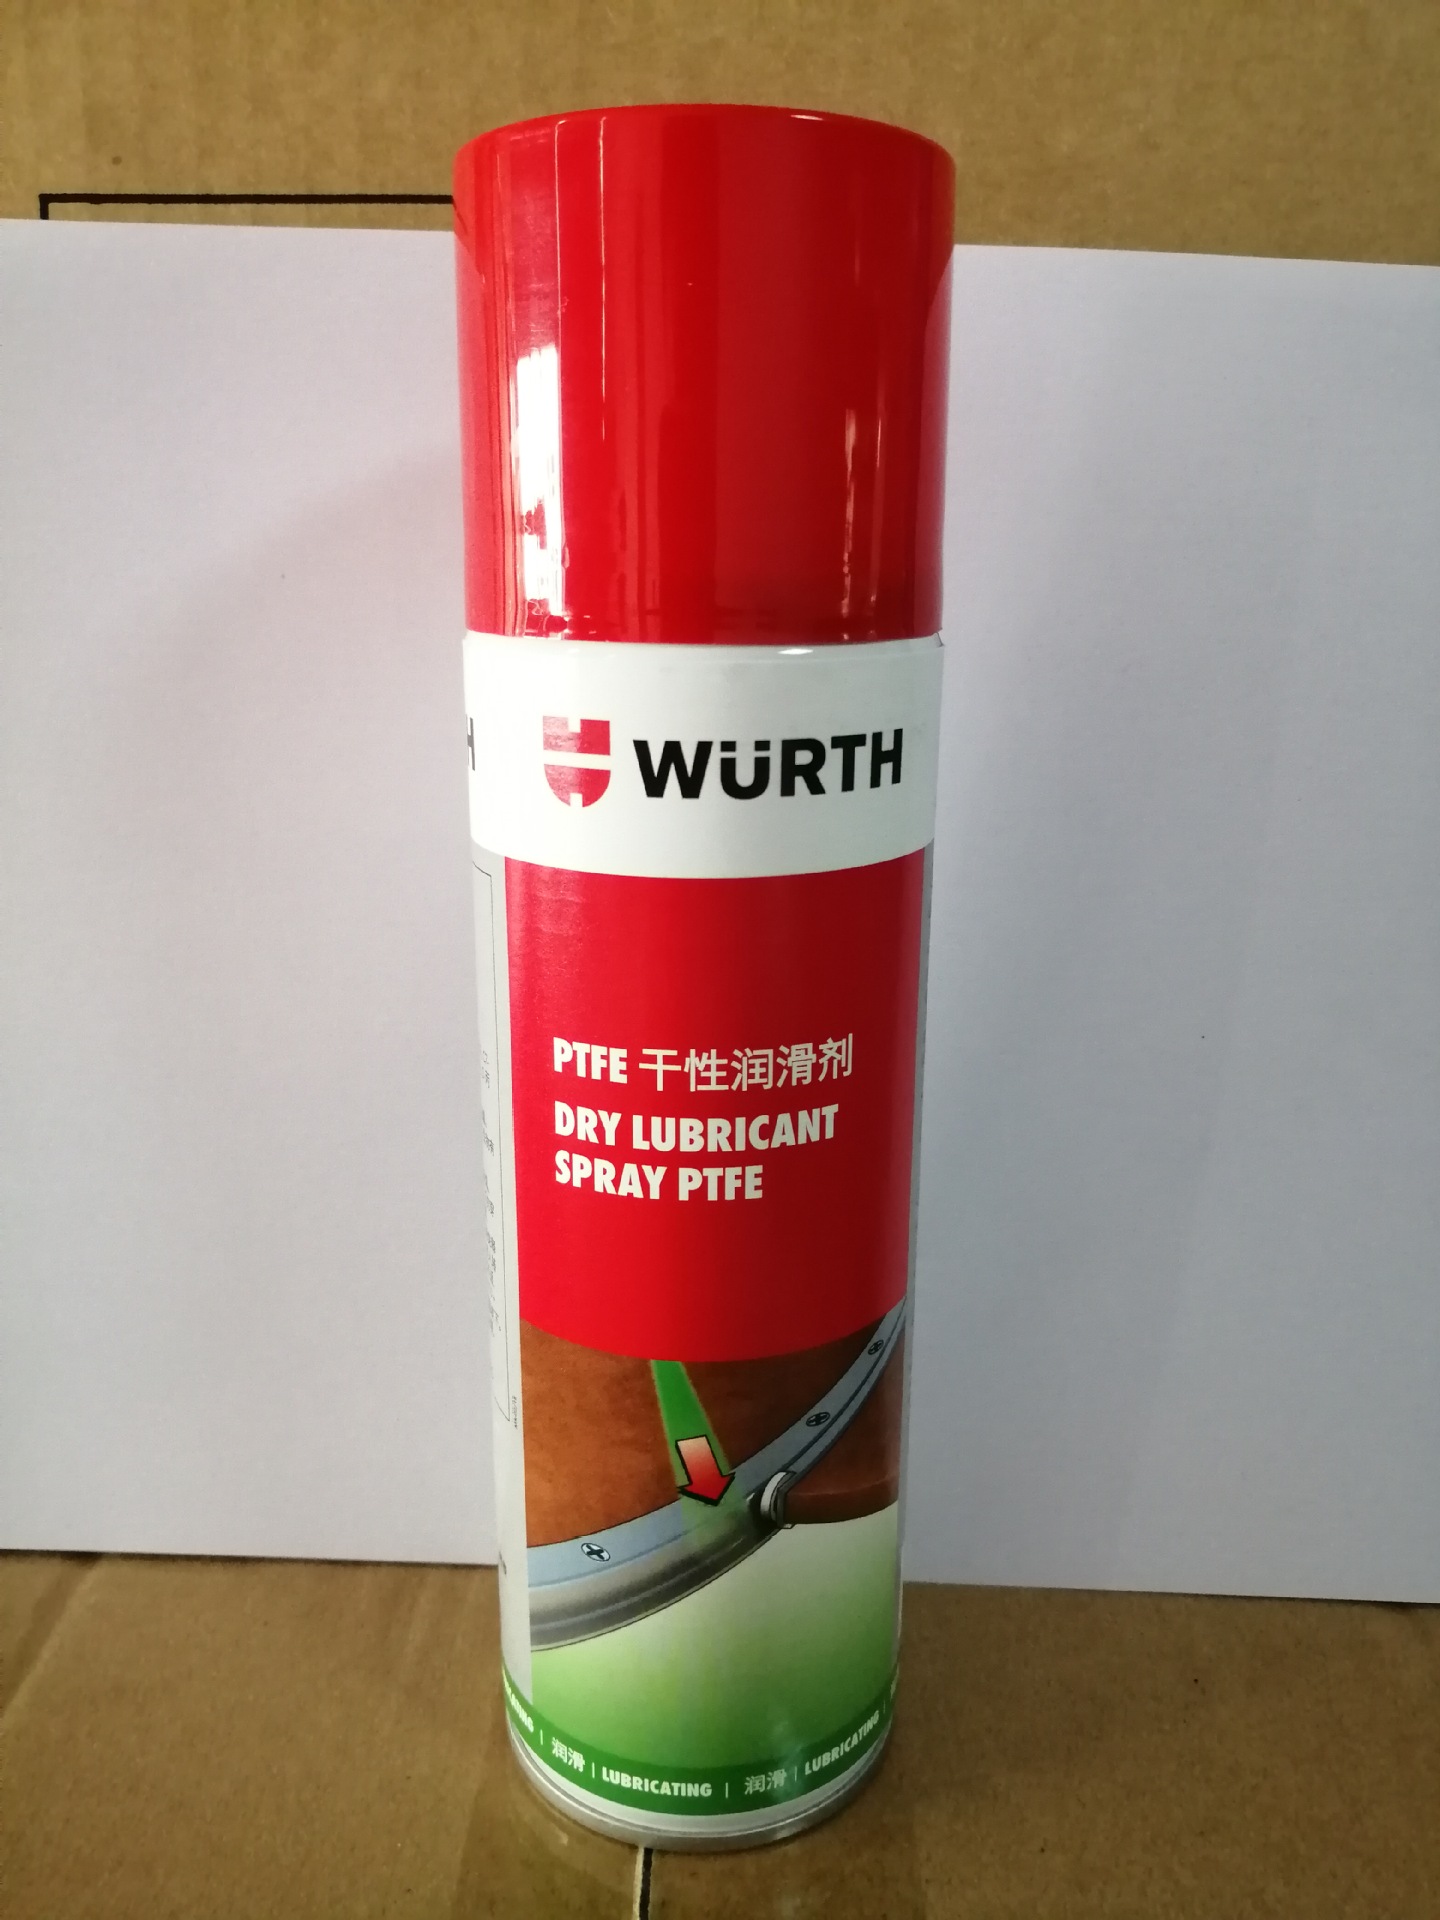 WÜRTH
PTFE 干性润滑剂
DRY LUBRICANT
SPRAY PTFE
润滑 | LUBRICATING | 润滑 | LUBRICATING